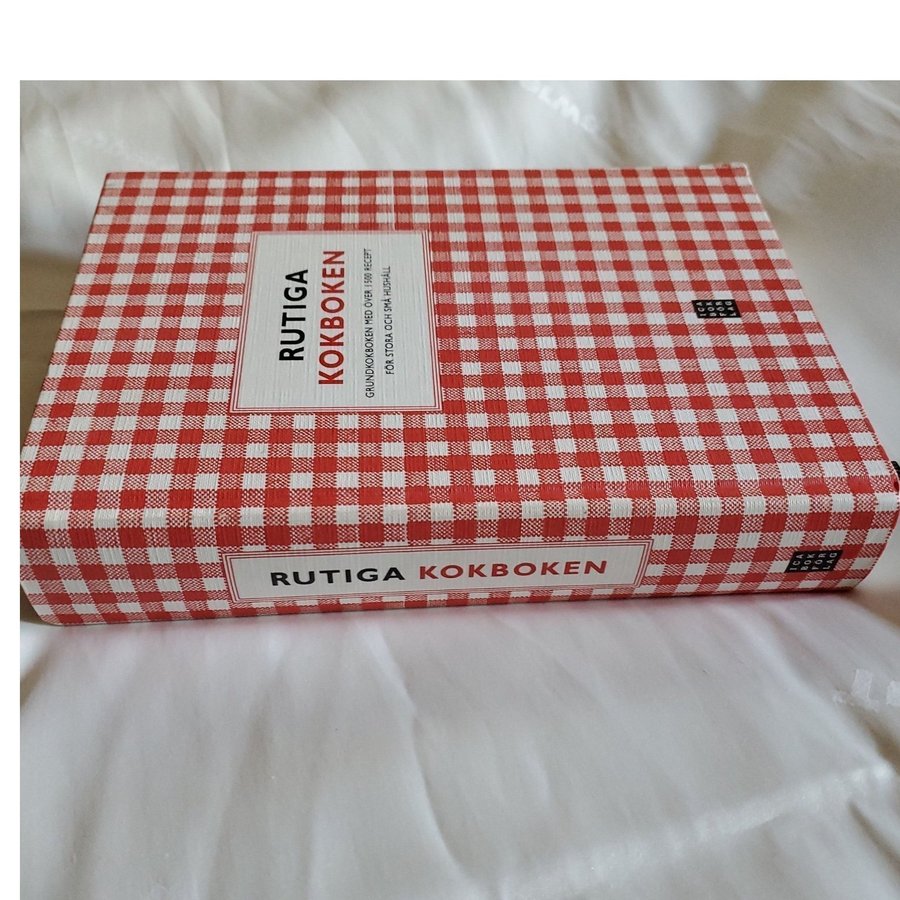 RUTIGA
KOKBOKEN
GRUNDKOKBOKEN MED ÖVER 1500 RECEPT
FÖR STORA OCH SMÅ HUSHÅLL
ICA
BOK
FÖR
LAG
RUTIGA KOKBOKEN
ICA
BOK
FÖR
LAG